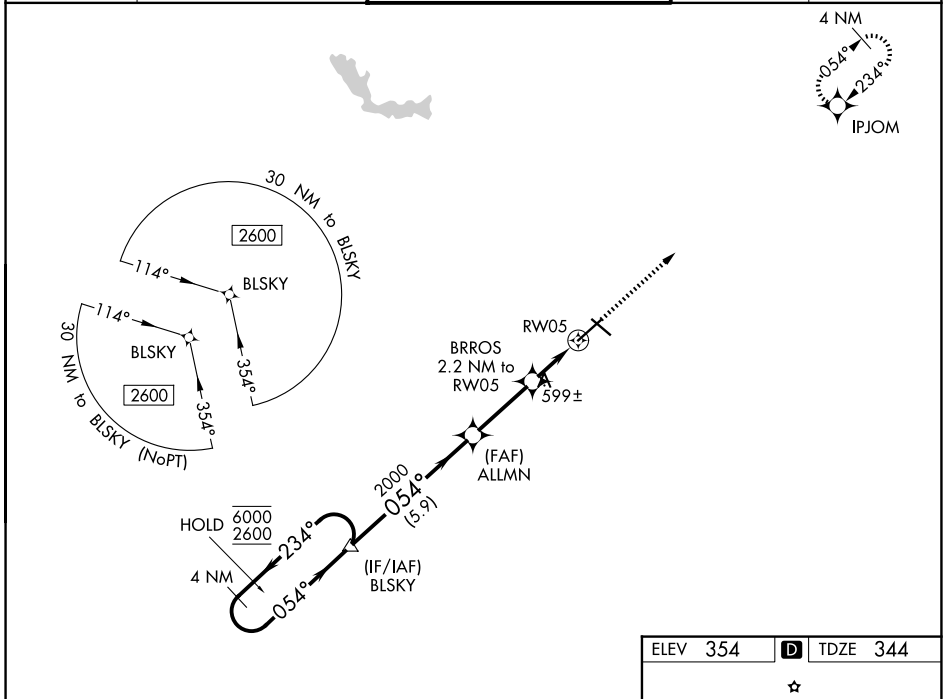 4 NM
054°
234°
IPJOM
30 NM to BLSKY
2600
114°
BLSKY
354°
30 NM to BLSKY (NoPT)
114°
BLSKY
2600
354°
RW05
BRROS
2.2 NM to
RW05
599±
(FAF)
ALLMN
2000
054°
(5.9)
HOLD
6000
2600
234°
4 NM
054°
(IF/IAF)
BLSKY
ELEV 354 D TDZE 344